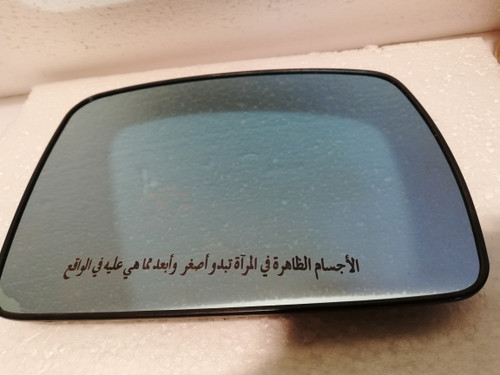 الأجسام الظاهرة في المرآة تبدو أصغر وأبعد مما هي عليه في الواقع